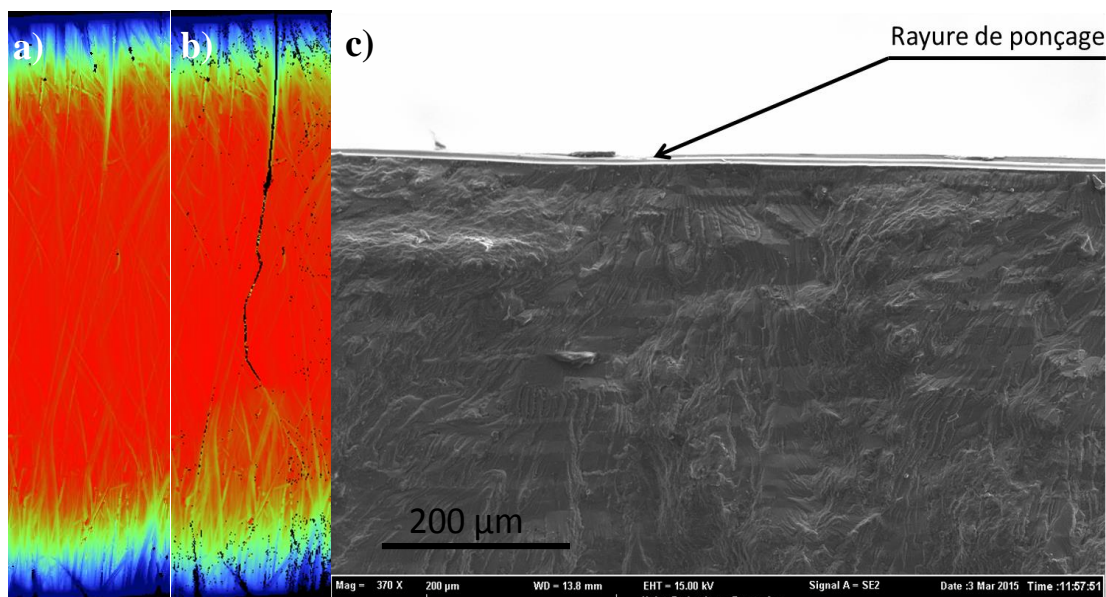 a)
b)
c)
Rayure de ponçage
200 µm
Mag = 370 X 200 µm WD = 13.8 mm EHT = 15.00 kV Signal A = SE2 Date :3 Mar 2015 Time :11:57:51